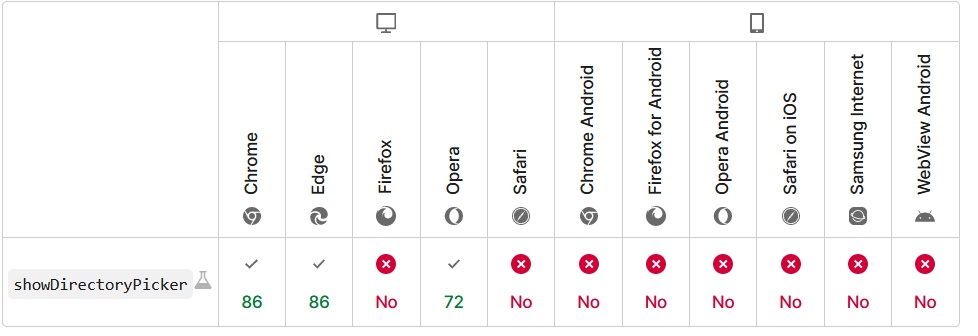 Chrome
Edge
Firefox
Opera
Safari
Chrome Android
Firefox for Android
Opera Android
Safari on iOS
Samsung Internet
WebView Android
showDirectoryPicker
86
86
No
72
No
No
No
No
No
No
No